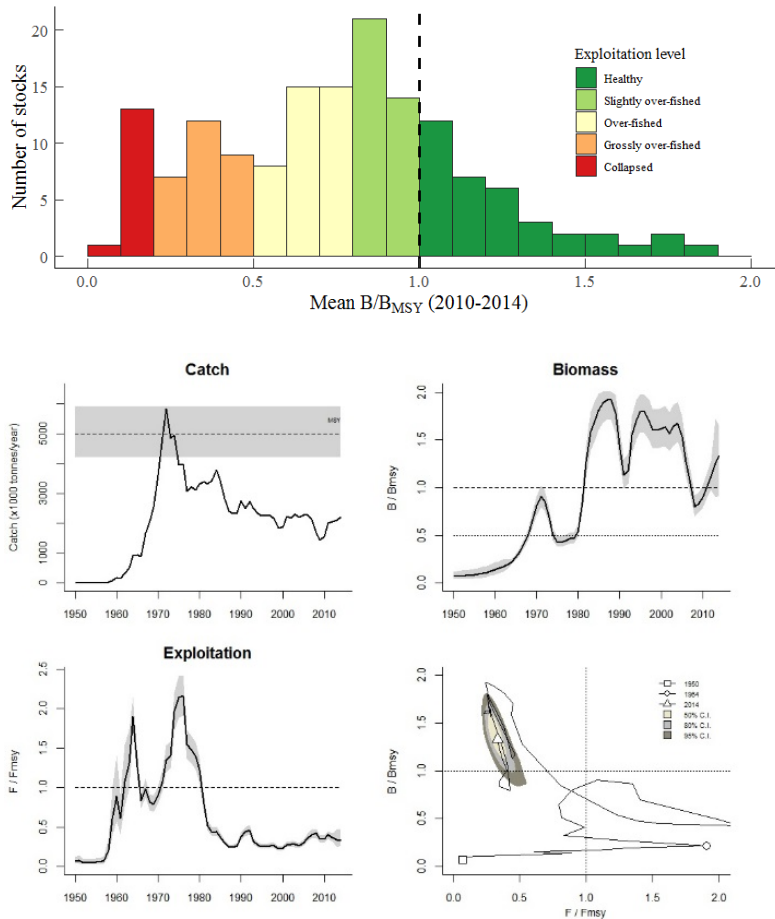 20
15
10
5
0
Number of stocks
Exploitation level
Healthy
Slightly over-fished
Over-fished
Grossly over-fished
Collapsed
0.0 0.5 1.0 1.5 2.0
Mean B/BMSY (2010-2014)
Catch
Catch (x1000 tonnes/year)
5000
3000
1000
0
MSY
1950 1960 1970 1980 1990 2000 2010
Biomass
B / Bmsy
2.0
1.5
1.0
0.5
0.0
1950 1960 1970 1980 1990 2000 2010
Exploitation
F / Fmsy
2.5
2.0
1.5
1.0
0.5
0.0
1950 1960 1970 1980 1990 2000 2010
B / Bmsy
2.0
1.5
1.0
0.5
0.0
1950
1964
2014
50% C.I.
80% C.I.
95% C.I.
0.0 0.5 1.0 1.5 2.0
F / Fmsy